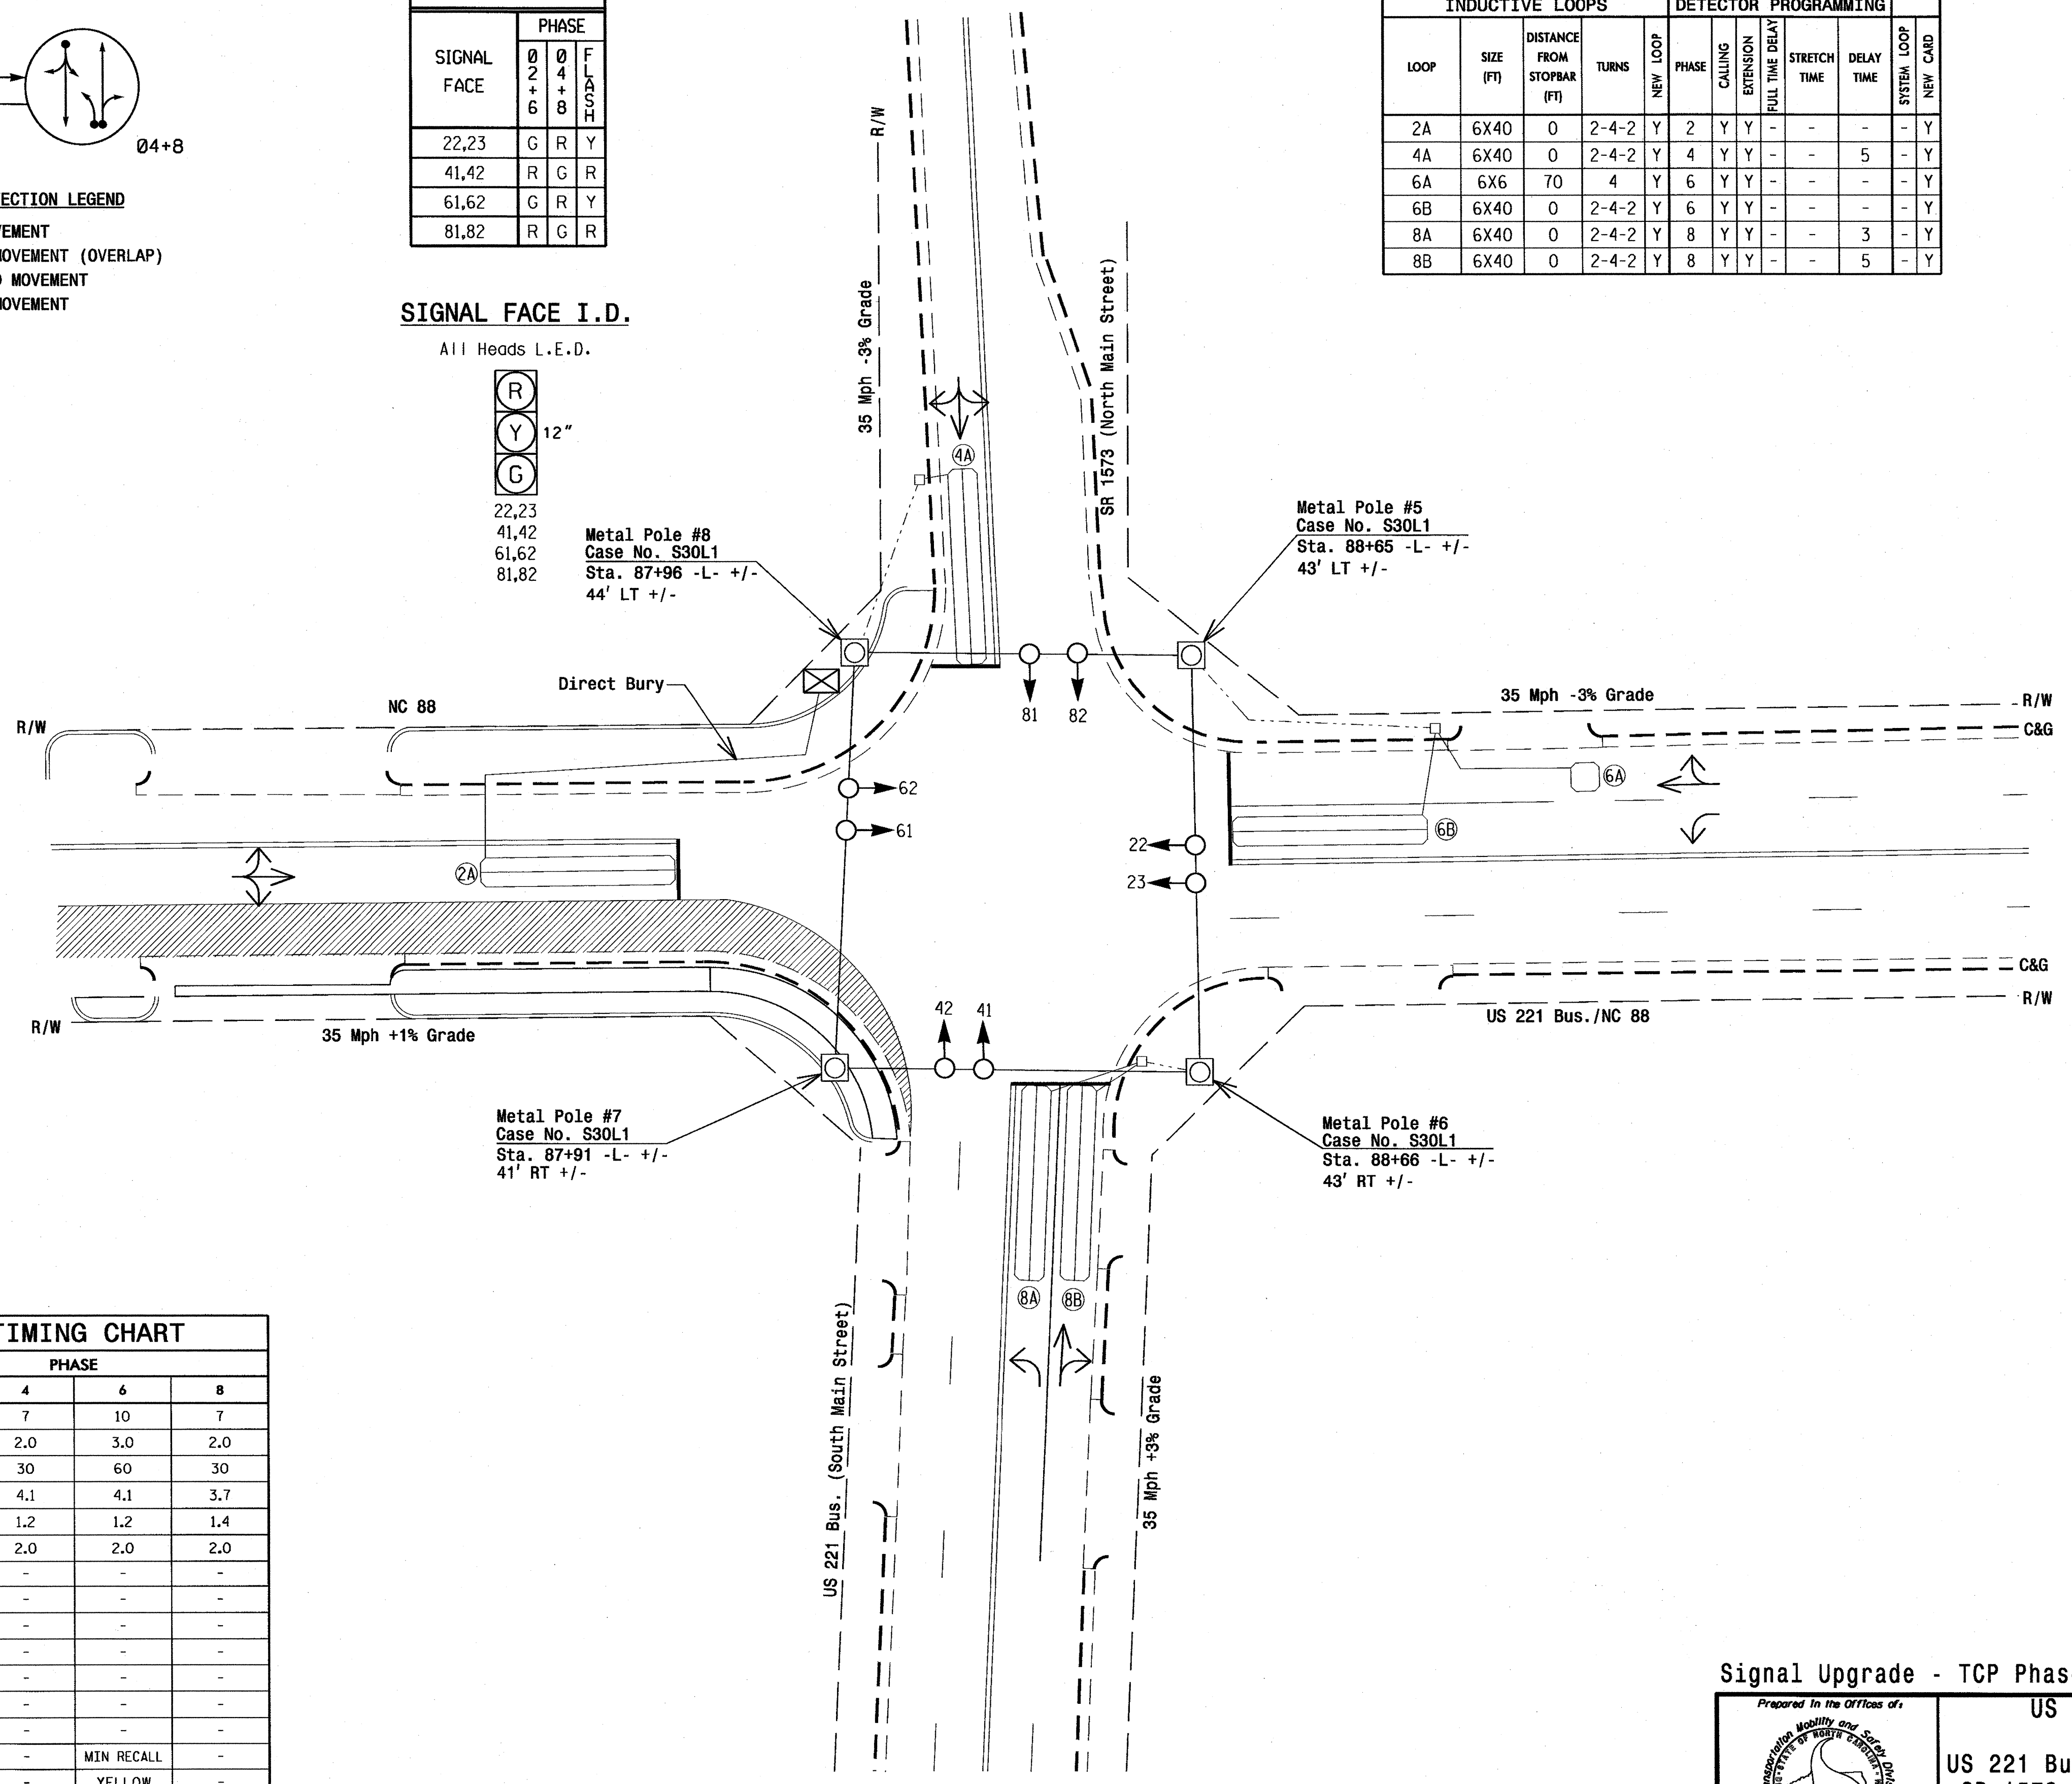 Ø4+8
ECTION LEGEND
OVEMENT (OVERLAP)
MOVEMENT
PHASE
SIGNAL FACE
Ø2+6
Ø4+8
FLASH
22,23 G R Y
41,42 R G R
61,62 G R Y
81,82 R G R
SIGNAL FACE I.D.
All Heads L.E.D.
R
Y 12"
G
22,23
41,42
61,62
81,82
INDUCTIVE LOOPS DETECTOR PROGRAMMING
LOOP SIZE (FT) DISTANCE FROM STOPBAR (FT) TURNS NEW LOOP PHASE CALLING EXTENSION FULL TIME DELAY STRETCH TIME DELAY TIME SYSTEM LOOP NEW CARD
2A 6X40 0 2-4-2 Y 2 Y Y - - - - Y
4A 6X40 0 2-4-2 Y 4 Y Y - - 5 - Y
6A 6X6 70 4 Y 6 Y Y - - - - Y
6B 6X40 0 2-4-2 Y 6 Y Y - - - - Y
8A 6X40 0 2-4-2 Y 8 Y Y - - 3 - Y
8B 6X40 0 2-4-2 Y 8 Y Y - - 5 - Y
R/W
35 Mph -3% Grade
SR 1573 (North Main Street)
4A
Metal Pole #8
Case No. S30L1
Sta. 87+96 -L- +/-
44' LT +/-
Metal Pole #5
Case No. S30L1
Sta. 88+65 -L- +/-
43' LT +/-
Direct Bury
NC 88
R/W
81 82
35 Mph -3% Grade
R/W
C&G
62
61
6A
6B
22
23
2A
C&G
R/W
US 221 Bus./NC 88
R/W
35 Mph +1% Grade
42 41
Metal Pole #7
Case No. S30L1
Sta. 87+91 -L- +/-
41' RT +/-
Metal Pole #6
Case No. S30L1
Sta. 88+66 -L- +/-
43' RT +/-
8A 8B
US 221 Bus. (South Main Street)
35 Mph +3% Grade
TIMING CHART
PHASE
4 6 8
7 10 7
2.0 3.0 2.0
30 60 30
4.1 4.1 3.7
1.2 1.2 1.4
2.0 2.0 2.0
- - -
- - -
- - -
- - -
- - -
- - -
- - -
- MIN RECALL -
- YELLOW -
Signal Upgrade - TCP Phas
Prepared in the Offices of:
US
US 221 Bu
STATE OF NORTH CAROLINA